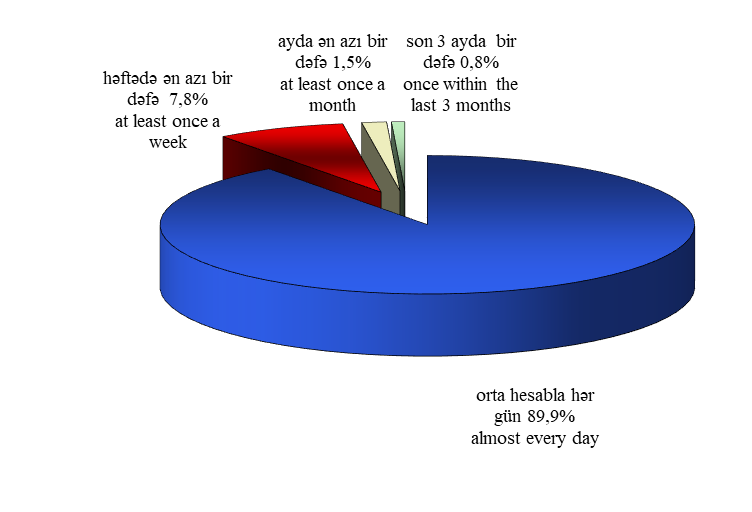 həftədə ən azı bir
dəfə 7,8%
at least once a
week
ayda ən azı bir
dəfə 1,5%
at least once a
month
son 3 ayda bir
dəfə 0,8%
once within the
last 3 months
orta hesabla hər
gün 89,9%
almost every day